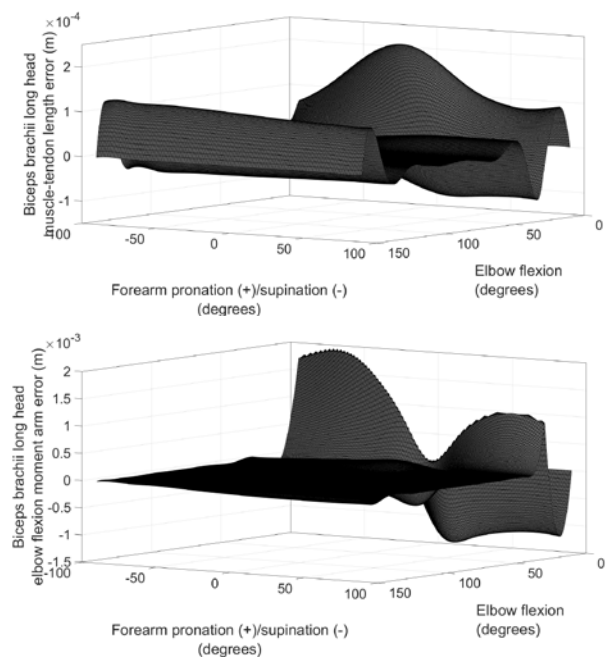 ×10⁻⁴
2
1
0
-1
Biceps brachii long head
muscle-tendon length error (m)
-100
-50
0
50
100
150
100
50
0
Forearm pronation (+)/supination (-)
(degrees)
Elbow flexion
(degrees)
×10⁻³
2
1.5
1
0.5
0
-0.5
-1
-1.5
Biceps brachii long head
elbow flexion moment arm error (m)
-100
-50
0
50
100
150
100
50
0
Forearm pronation (+)/supination (-)
(degrees)
Elbow flexion
(degrees)